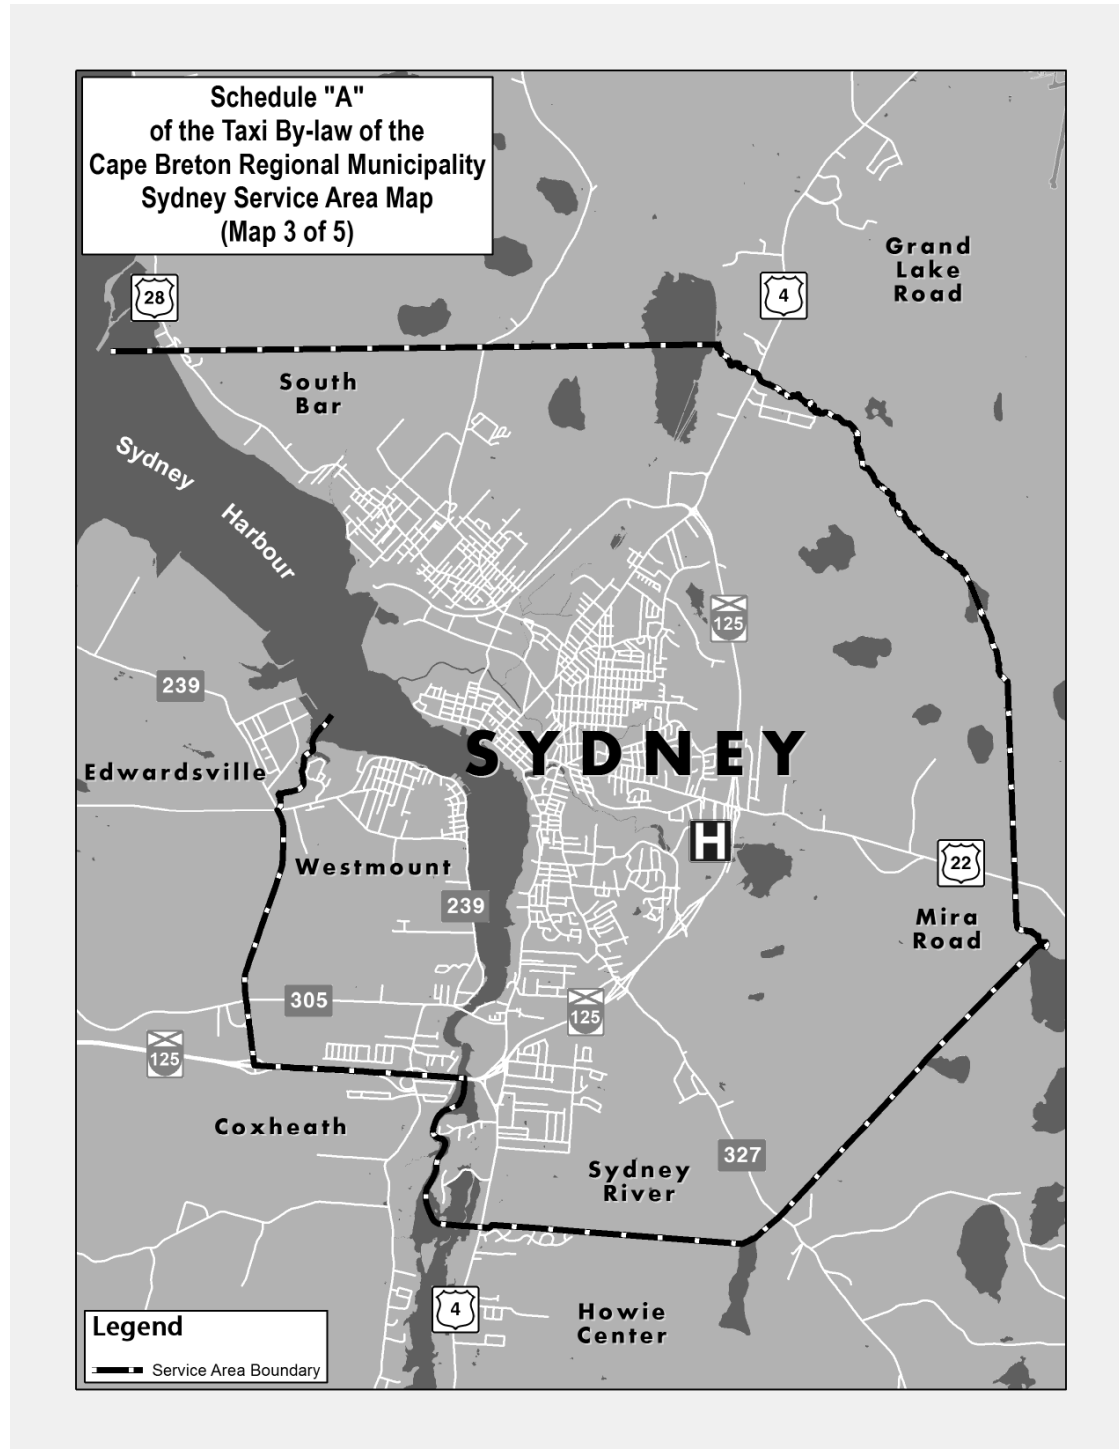 Schedule "A"
of the Taxi By-law of the
Cape Breton Regional Municipality
Sydney Service Area Map
(Map 3 of 5)
Grand
Lake
Road
28
4
South
Bar
Sydney
Harbour
125
239
SYDNEY
Edwardsville
H
22
Westmount
239
Mira
Road
305
125
125
Coxheath
327
Sydney
River
4
Howie
Center
Legend
Service Area Boundary